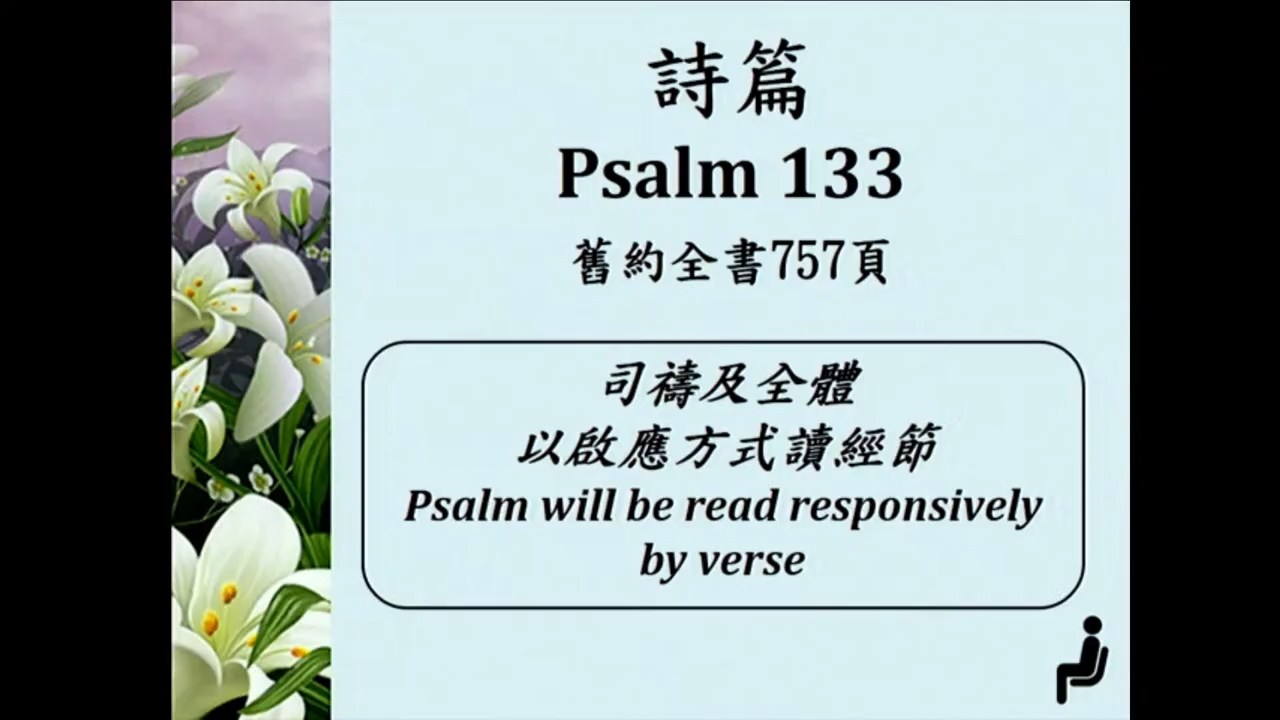 詩篇
Psalm 133
舊約全書757頁
司禱及全體
以啟應方式讀經節
Psalm will be read responsively
by verse